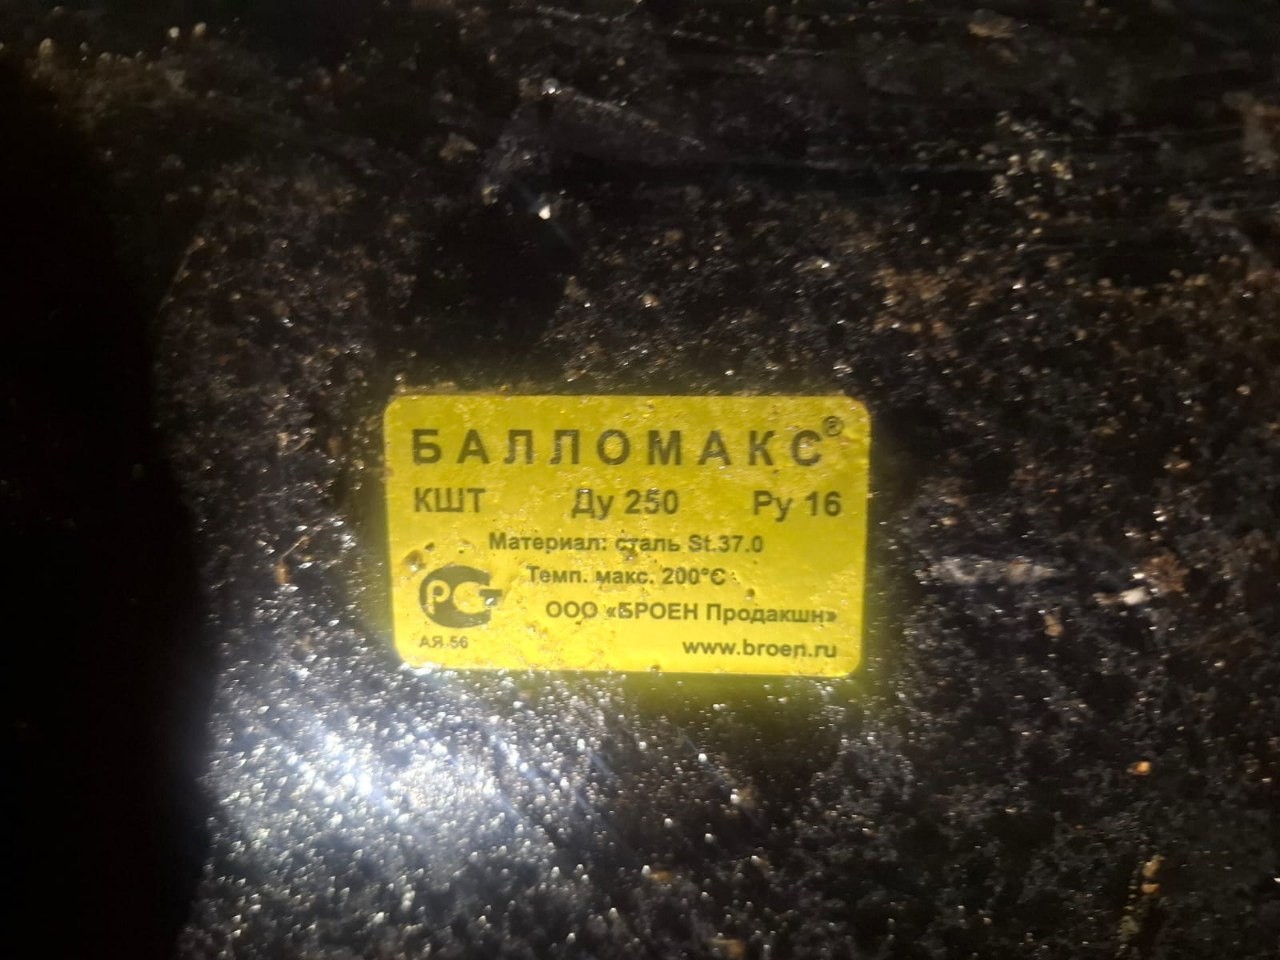 БАЛЛОМАКС®
КШТ Ду 250 Ру 16
Материал: сталь St.37.0
Темп. макс. 200°С
РСТ
ООО «БРОЕН Продакшн»
АЯ 56 www.broen.ru